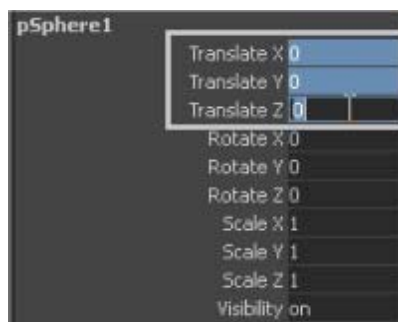 pSphere1
Translate X 0
Translate Y 0
Translate Z 0
Rotate X 0
Rotate Y 0
Rotate Z 0
Scale X 1
Scale Y 1
Scale Z 1
Visibility on